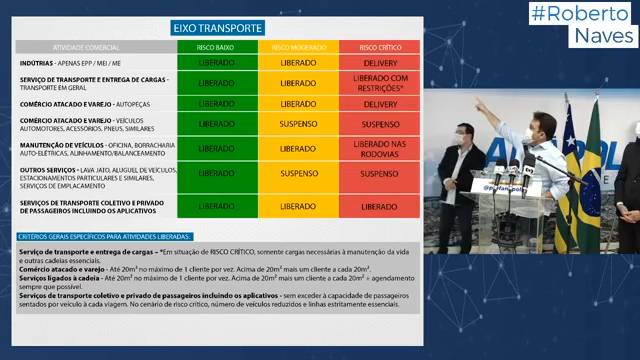 #Roberto
Naves
EIXO TRANSPORTE
ATIVIDADE COMERCIAL RISCO BAIXO RISCO MODERADO RISCO CRÍTICO
INDÚTRIAS - APENAS EPP / MEI / ME LIBERADO LIBERADO DELIVERY
SERVIÇO DE TRANSPORTE E ENTREGA DE CARGAS - TRANSPORTE EM GERAL LIBERADO LIBERADO LIBERADO COM RESTRIÇÕES*
COMÉRCIO ATACADO E VAREJO - AUTOPEÇAS LIBERADO LIBERADO DELIVERY
COMÉRCIO ATACADO E VAREJO - VEÍCULOS AUTOMOTORES, ACESSÓRIOS, PNEUS, SIMILARES LIBERADO SUSPENSO SUSPENSO
MANUTENÇÃO DE VEÍCULOS - OFICINA, BORRACHARIA AUTO-ELÉTRICAS, ALINHAMENTO/BALANCEAMENTO LIBERADO LIBERADO LIBERADO NAS RODOVIAS
OUTROS SERVIÇOS - LAVA JATO, ALUGUEL DE VEÍCULOS, ESTACIONAMENTOS PARTICULARES E SIMILARES, SERVIÇOS DE EMPLACAMENTO LIBERADO SUSPENSO SUSPENSO
SERVIÇOS DE TRANSPORTE COLETIVO E PRIVADO DE PASSAGEIROS INCLUINDO OS APLICATIVOS LIBERADO LIBERADO LIBERADO
CRITÉRIOS GERAIS ESPECÍFICOS PARA ATIVIDADES LIBERADAS:
Serviço de transporte e entrega de cargas – *Em situação de RISCO CRÍTICO, somente cargas necessárias à manutenção da vida
e outras cadeias essenciais.
Comércio atacado e varejo - Até 20m² no máximo de 1 cliente por vez. Acima de 20m² mais um cliente a cada 20m².
Serviços ligados à cadeia - Até 20m² no máximo de 1 cliente por vez. Acima de 20m² mais um cliente a cada 20m² + agendamento
sempre que possível.
Serviços de transporte coletivo e privado de passageiros incluindo os aplicativos - sem exceder à capacidade de passageiros
sentados por veículo à cada viagem. No cenário de risco crítico, número de veículos reduzidos e linhas estritamente essenciais.